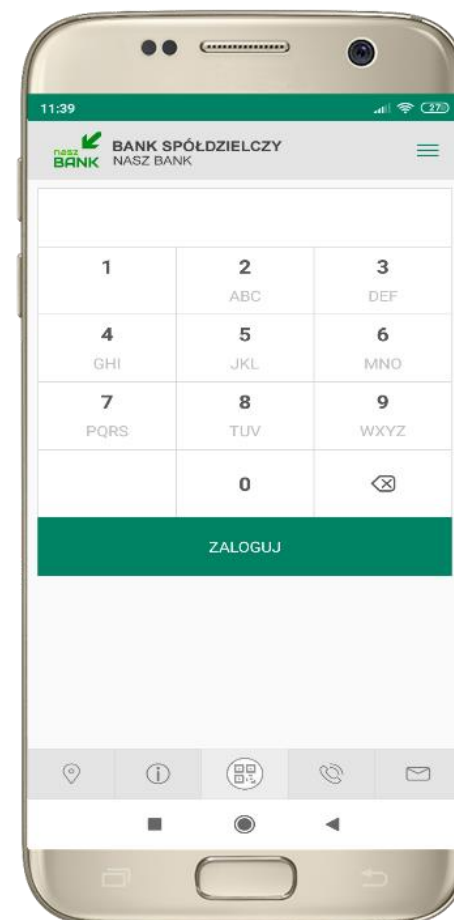 11:39
27
nasz
BANK
BANK SPÓŁDZIELCZY
NASZ BANK
1 2 3
ABC DEF
4 5 6
GHI JKL MNO
7 8 9
PQRS TUV WXYZ
0
ZALOGUJ